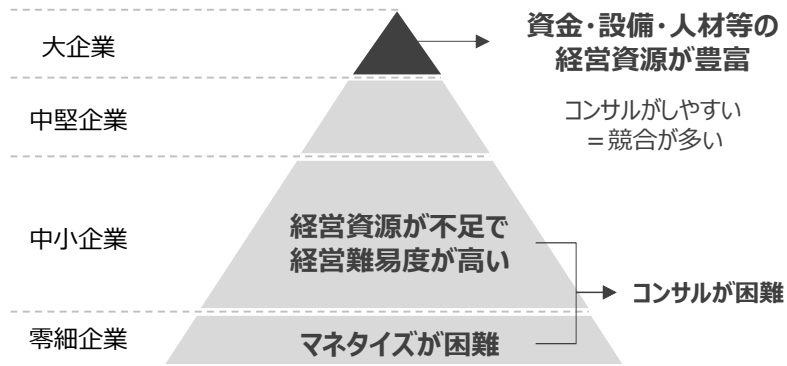 大企業
資金・設備・人材等の
経営資源が豊富
コンサルがしやすい
＝競合が多い
中堅企業
中小企業
経営資源が不足で
経営難易度が高い
コンサルが困難
零細企業
マネタイズが困難